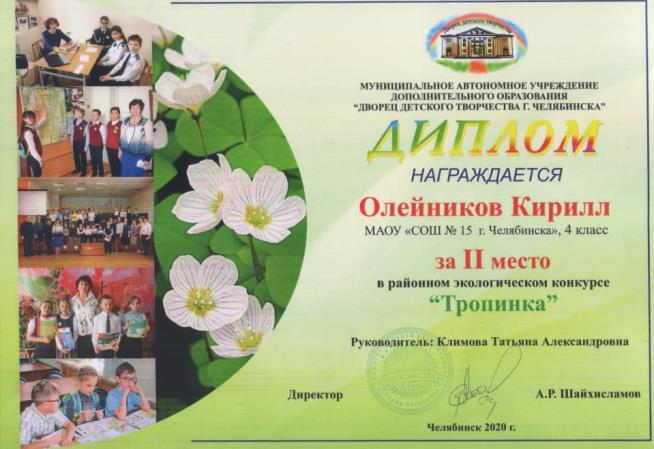 Дворец детского творчества
МУНИЦИПАЛЬНОЕ АВТОНОМНОЕ УЧРЕЖДЕНИЕ
ДОПОЛНИТЕЛЬНОГО ОБРАЗОВАНИЯ
“ДВОРЕЦ ДЕТСКОГО ТВОРЧЕСТВА Г. ЧЕЛЯБИНСКА”
ДИПЛОМ
НАГРАЖДАЕТСЯ
Олейников Кирилл
МАОУ «СОШ № 15 г. Челябинска», 4 класс
за II место
в районном экологическом конкурсе
“Тропинка”
Руководитель: Климова Татьяна Александровна
Директор
А.Р. Шайхисламов
Челябинск 2020 г.